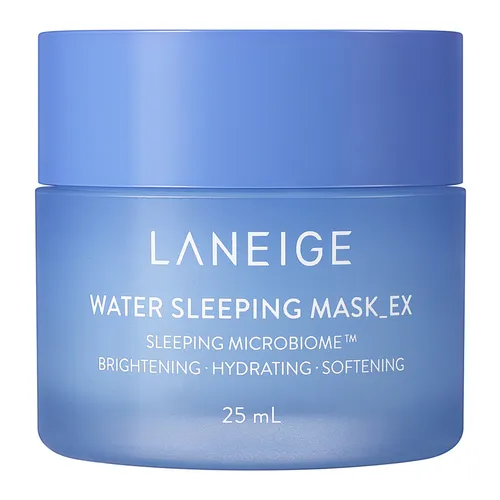 LANEIGE
WATER SLEEPING MASK_EX
SLEEPING MICROBIOME™
BRIGHTENING · HYDRATING · SOFTENING
25 mL